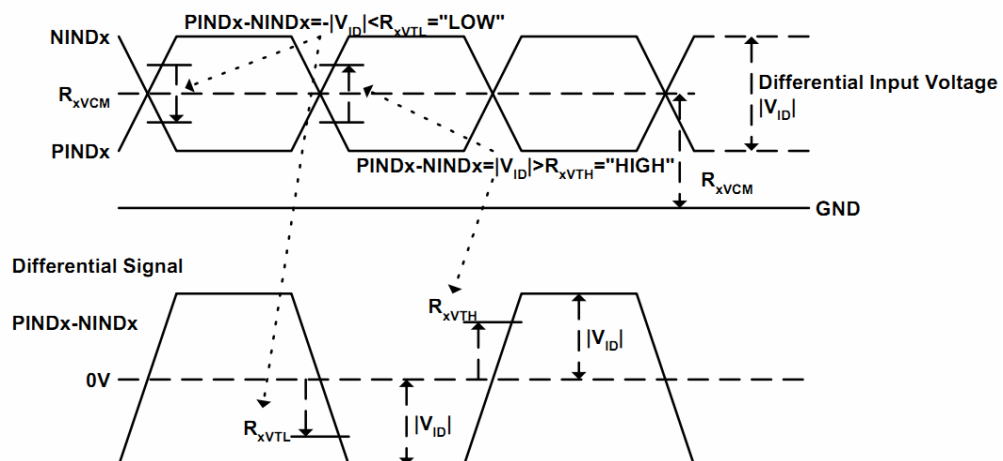 PINDx-NINDx=-|VID|<RxVTL="LOW"
NINDx
RxVCM
Differential Input Voltage
|VID|
PINDx
PINDx-NINDx=|VID|>RxVTH="HIGH"
RxVCM
GND
Differential Signal
PINDx-NINDx
RxVTH
|VID|
0V
RxVTL
|VID|